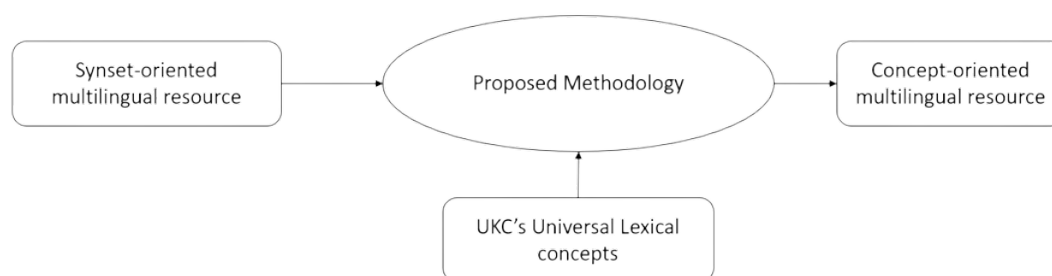 Synset-oriented
multilingual resource
Proposed Methodology
Concept-oriented
multilingual resource
UKC's Universal Lexical
concepts